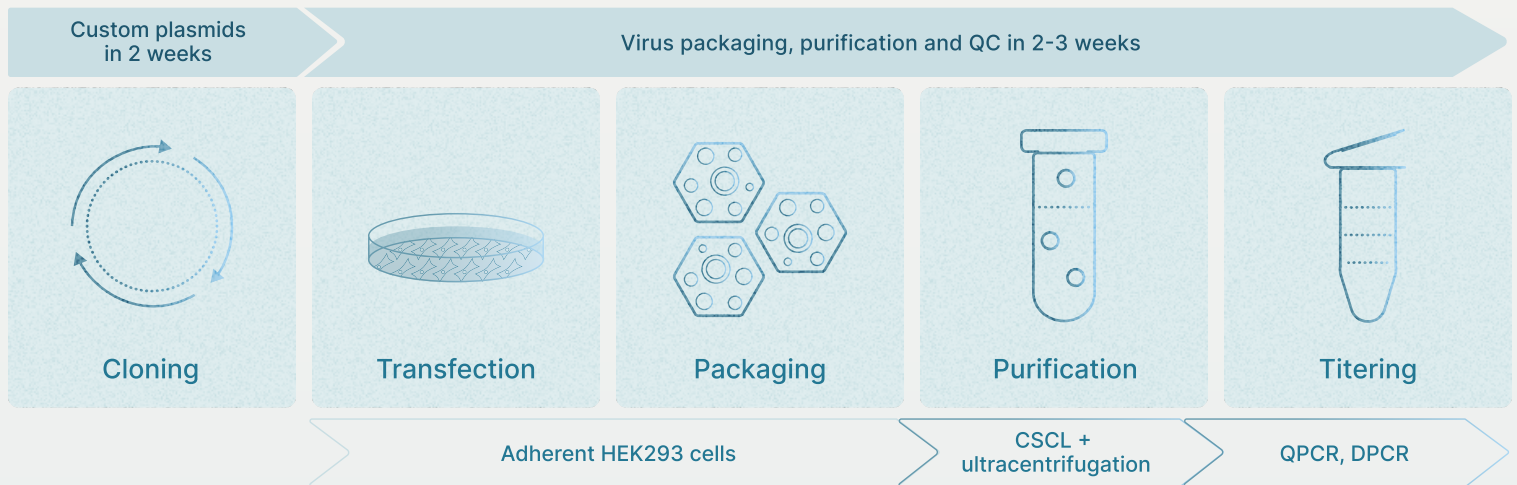 Custom plasmids
in 2 weeks
Virus packaging, purification and QC in 2-3 weeks
Cloning
Transfection
Packaging
Purification
Titering
Adherent HEK293 cells
CSCL +
ultracentrifugation
QPCR, DPCR